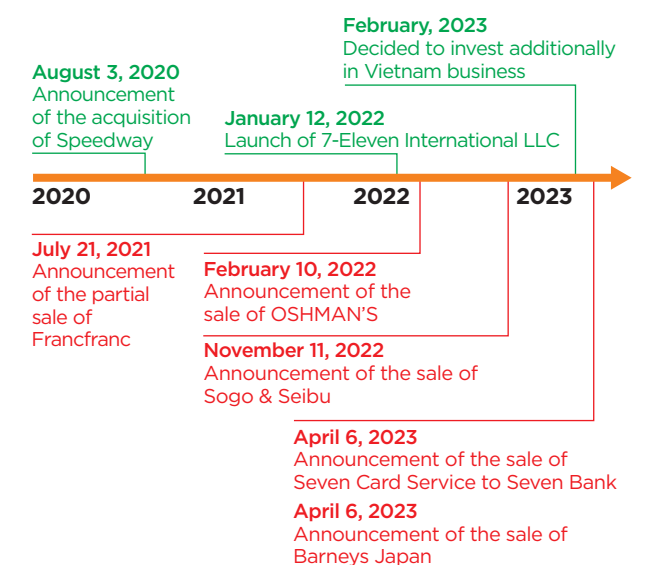 February, 2023
Decided to invest additionally
in Vietnam business
August 3, 2020
Announcement
of the acquisition
of Speedway
January 12, 2022
Launch of 7-Eleven International LLC
2020 2021 2022 2023
July 21, 2021
Announcement
of the partial
sale of
Francfranc
February 10, 2022
Announcement of the
sale of OSHMAN’S
November 11, 2022
Announcement of the sale of
Sogo & Seibu
April 6, 2023
Announcement of the sale of
Seven Card Service to Seven Bank
April 6, 2023
Announcement of the sale of
Barneys Japan